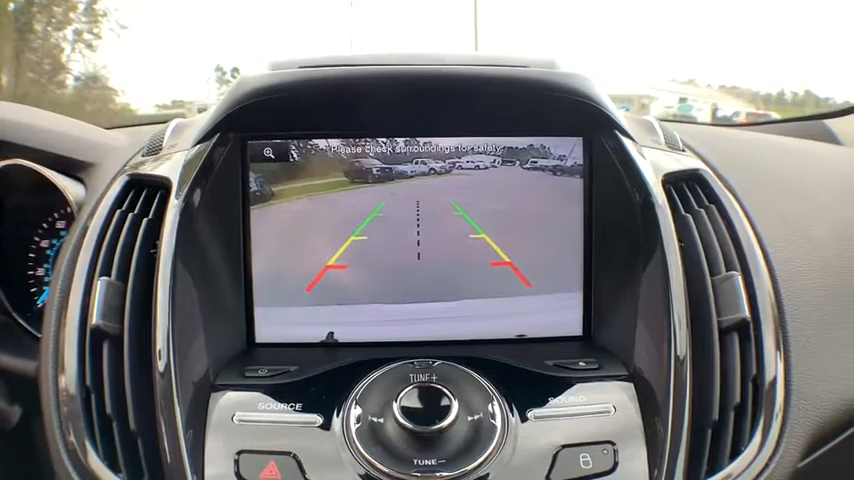 Please check surroundings for safety.
TUNE+
SOURCE
SOUND
TUNE-